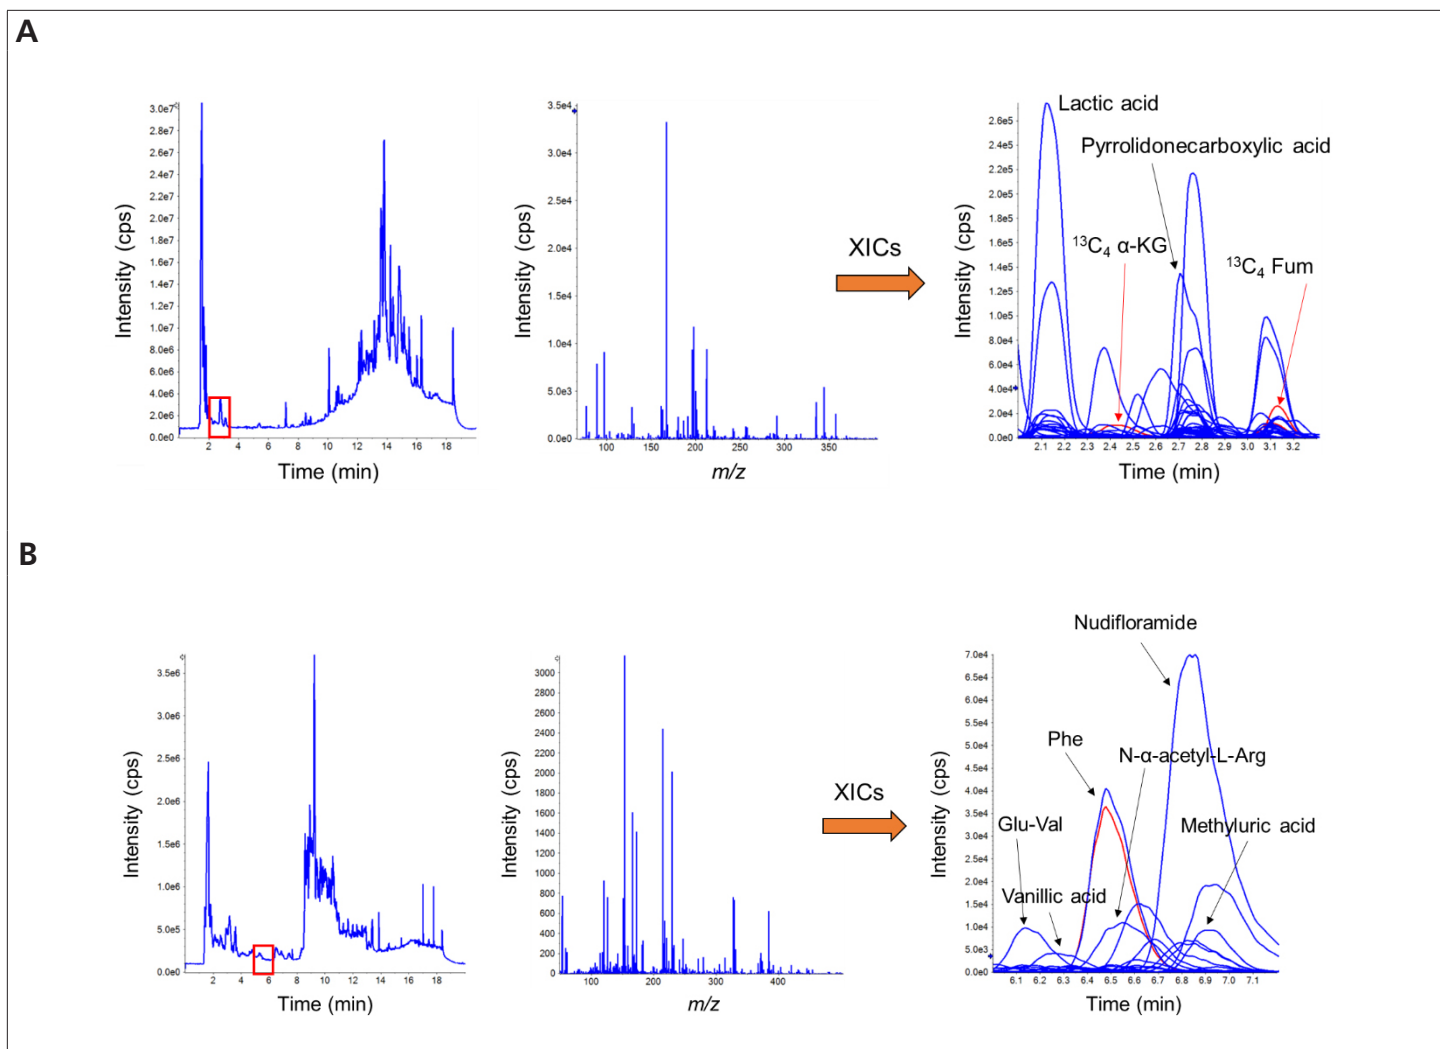 A
Intensity (cps)
3.0e7
2.8e7
2.6e7
2.4e7
2.2e7
2.0e7
1.8e7
1.6e7
1.4e7
1.2e7
1.0e7
8.0e6
6.0e6
4.0e6
2.0e6
0.0e0
2 4 6 8 10 12 14 16 18
Time (min)
Intensity (cps)
3.5e4
3.0e4
2.5e4
2.0e4
1.5e4
1.0e4
5.0e3
0.0e0
100 150 200 250 300 350
m/z
XICs
Intensity (cps)
2.6e5
2.4e5
2.2e5
2.0e5
1.8e5
1.6e5
1.4e5
1.2e5
1.0e5
8.0e4
6.0e4
4.0e4
2.0e4
0.0e0
Lactic acid
Pyrrolidonecarboxylic acid
¹³C₄ α-KG
¹³C₄ Fum
2.1 2.2 2.3 2.4 2.5 2.6 2.7 2.8 2.9 3.0 3.1 3.2
Time (min)
B
Intensity (cps)
3.5e6
3.0e6
2.5e6
2.0e6
1.5e6
1.0e6
5.0e5
0.0e0
2 4 6 8 10 12 14 16 18
Time (min)
Intensity (cps)
3000
2800
2600
2400
2200
2000
1800
1600
1400
1200
1000
800
600
400
200
0
100 200 300 400
m/z
XICs
Intensity (cps)
7.0e4
6.5e4
6.0e4
5.5e4
5.0e4
4.5e4
4.0e4
3.5e4
3.0e4
2.5e4
2.0e4
1.5e4
1.0e4
5.0e3
0.0e0
Nudifloramide
Phe
N-α-acetyl-L-Arg
Glu-Val
Methyluric acid
Vanillic acid
6.1 6.2 6.3 6.4 6.5 6.6 6.7 6.8 6.9 7.0 7.1
Time (min)